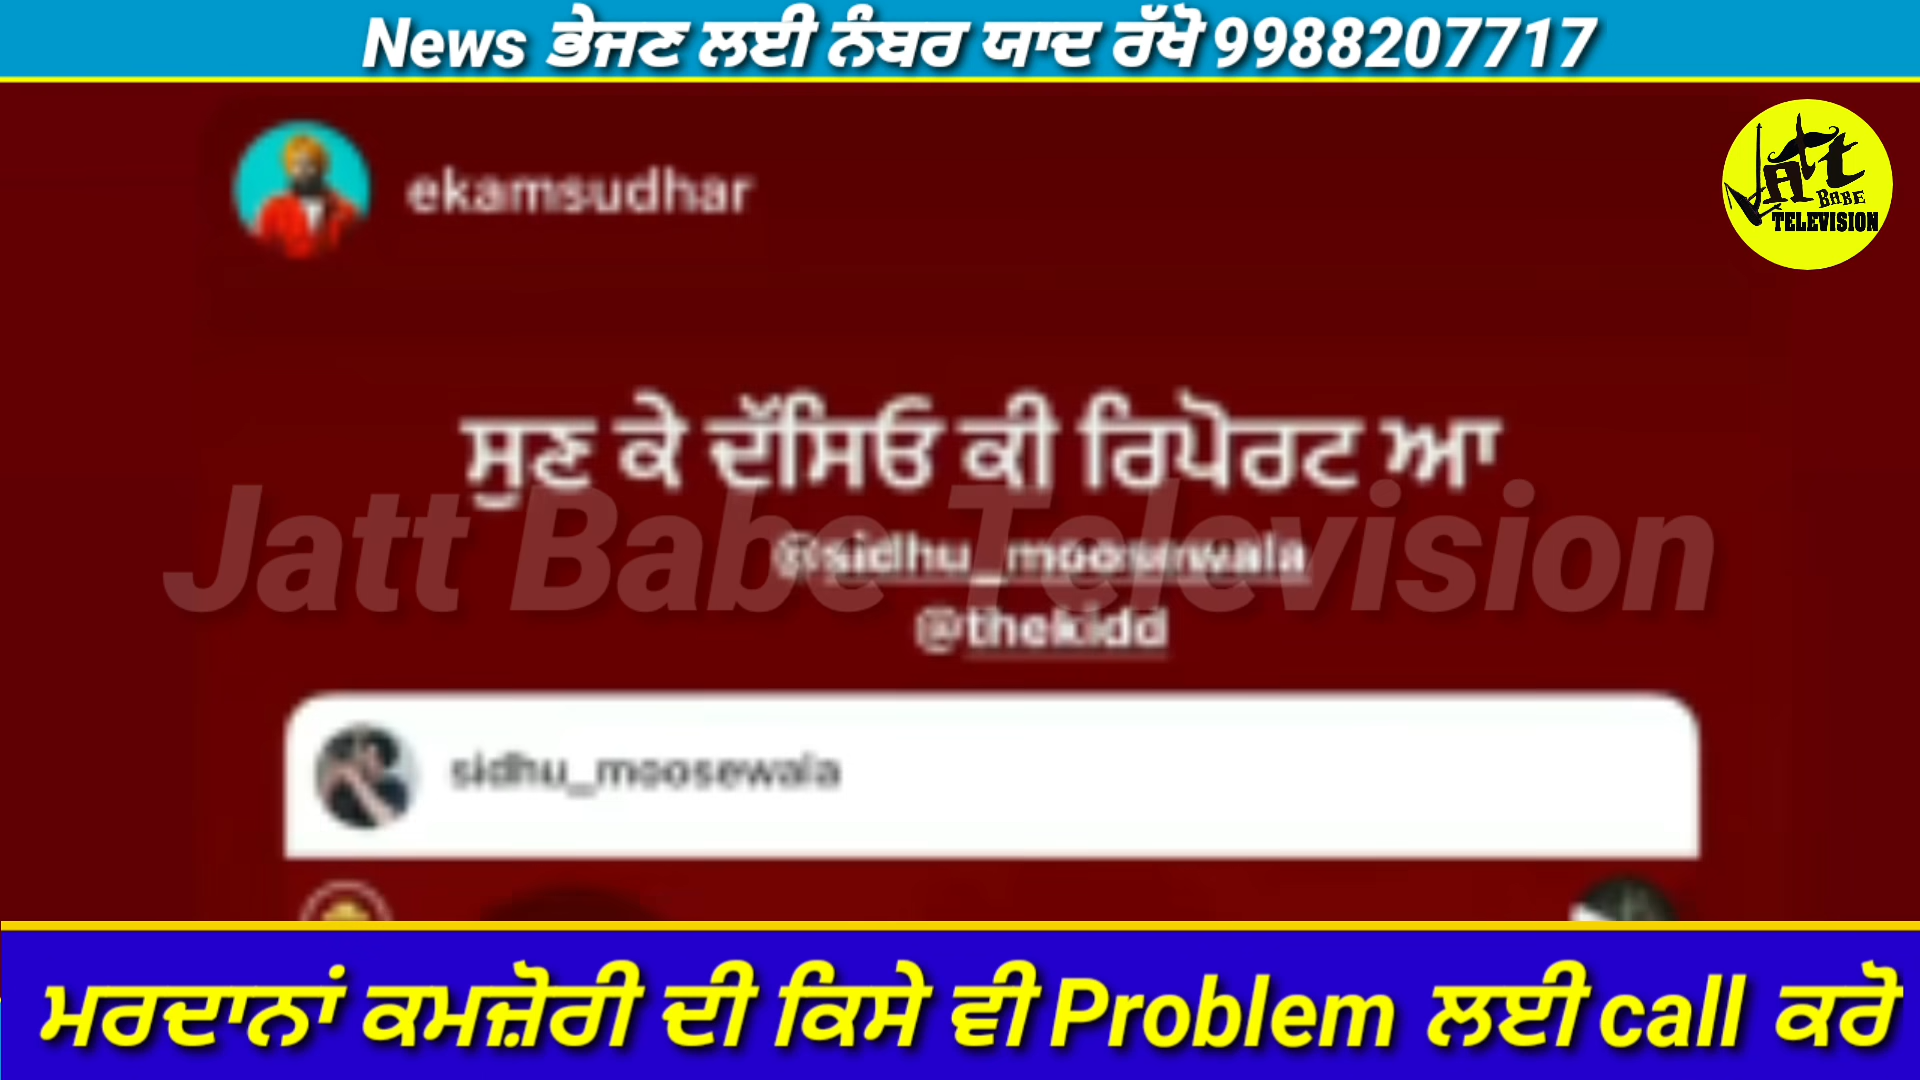 News ਭੇਜਣ ਲਈ ਨੰਬਰ ਯਾਦ ਰੱਖੋ 9988207717
Jatt
BABE
TELEVISION
ekamsudhar
ਸੁਣ ਕੇ ਦੱਸਿਓ ਕੀ ਰਿਪੋਰਟ ਆ
Jatt Babe Television
@sidhu_moosewala
@thekidd
sidhu_moosewala
ਮਰਦਾਨਾਂ ਕਮਜ਼ੋਰੀ ਦੀ ਕਿਸੇ ਵੀ Problem ਲਈ call ਕਰੋ